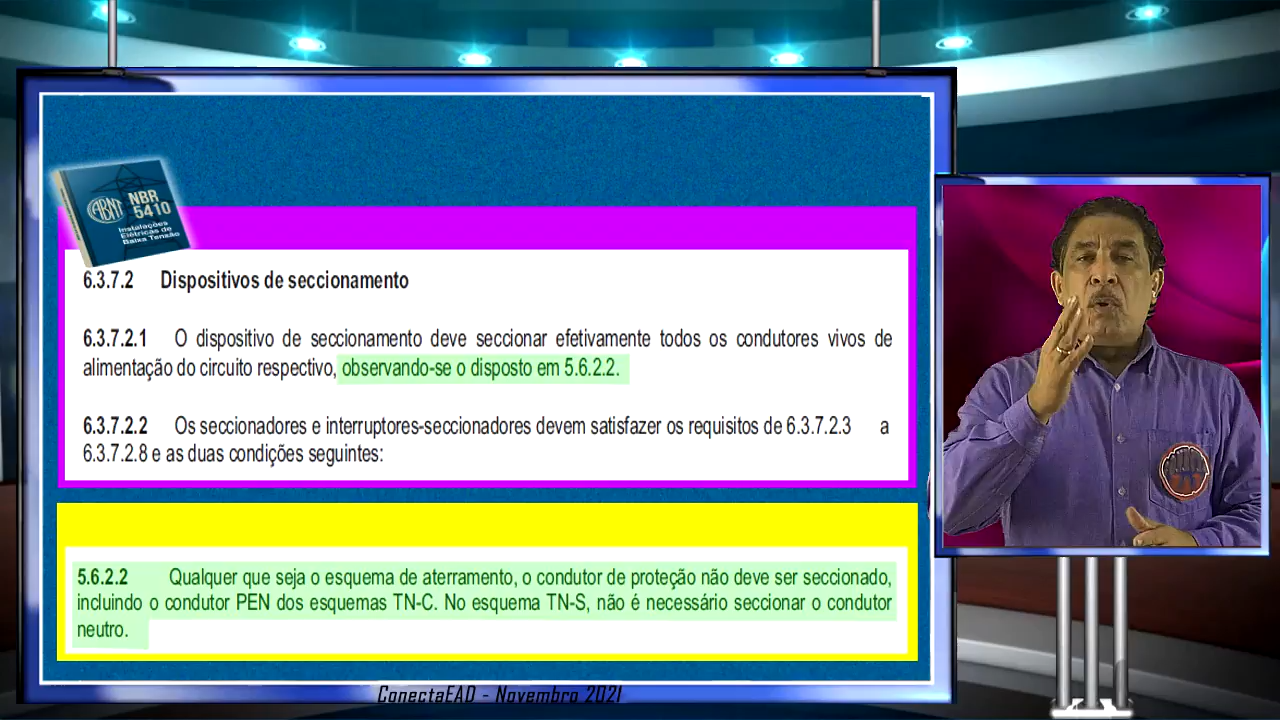 ABNT
NBR
5410
Instalações
Elétricas de
Baixa Tensão
6.3.7.2 Dispositivos de seccionamento
6.3.7.2.1 O dispositivo de seccionamento deve seccionar efetivamente todos os condutores vivos de
alimentação do circuito respectivo, observando-se o disposto em 5.6.2.2.
6.3.7.2.2 Os seccionadores e interruptores-seccionadores devem satisfazer os requisitos de 6.3.7.2.3 a
6.3.7.2.8 e as duas condições seguintes:
5.6.2.2 Qualquer que seja o esquema de aterramento, o condutor de proteção não deve ser seccionado,
incluindo o condutor PEN dos esquemas TN-C. No esquema TN-S, não é necessário seccionar o condutor
neutro.
ConectaEAD - Novembro 2021